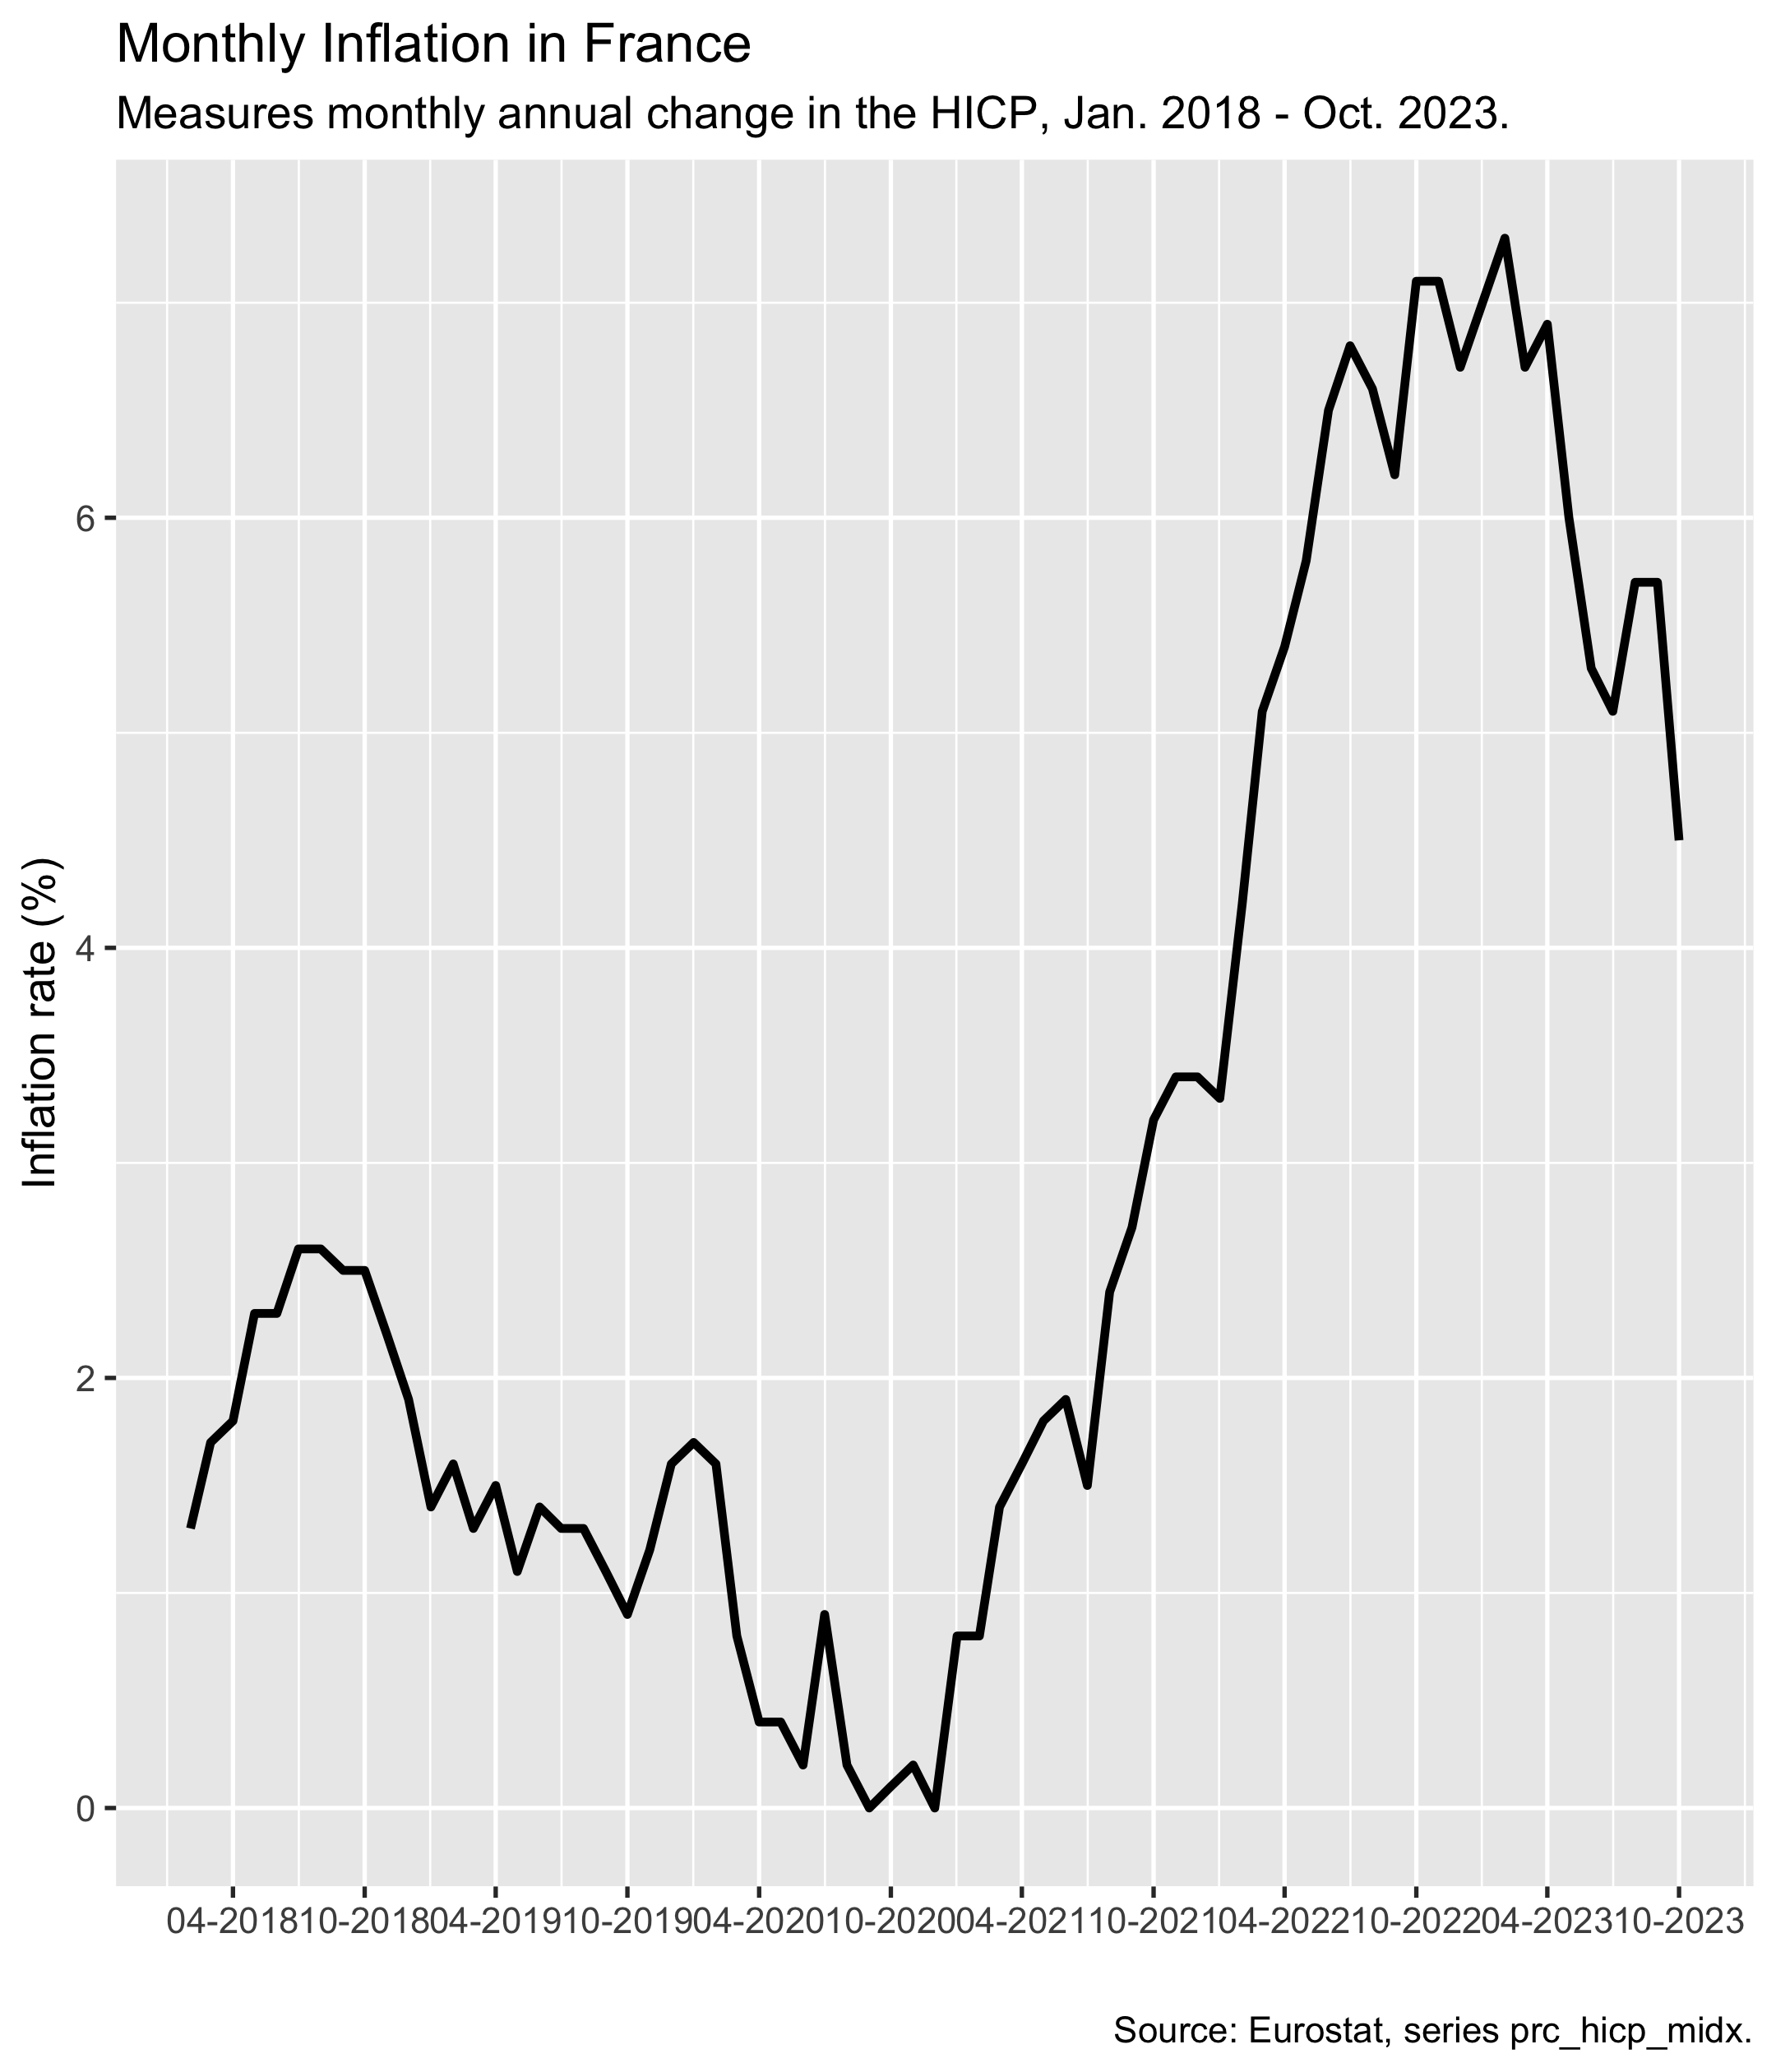 Monthly Inflation in France
Measures monthly annual change in the HICP, Jan. 2018 - Oct. 2023.
Inflation rate (%)
6
4
2
0
04-2018 10-2018 04-2019 10-2019 04-2020 10-2020 04-2021 10-2021 04-2022 10-2022 04-2023 10-2023
Source: Eurostat, series prc_hicp_midx.